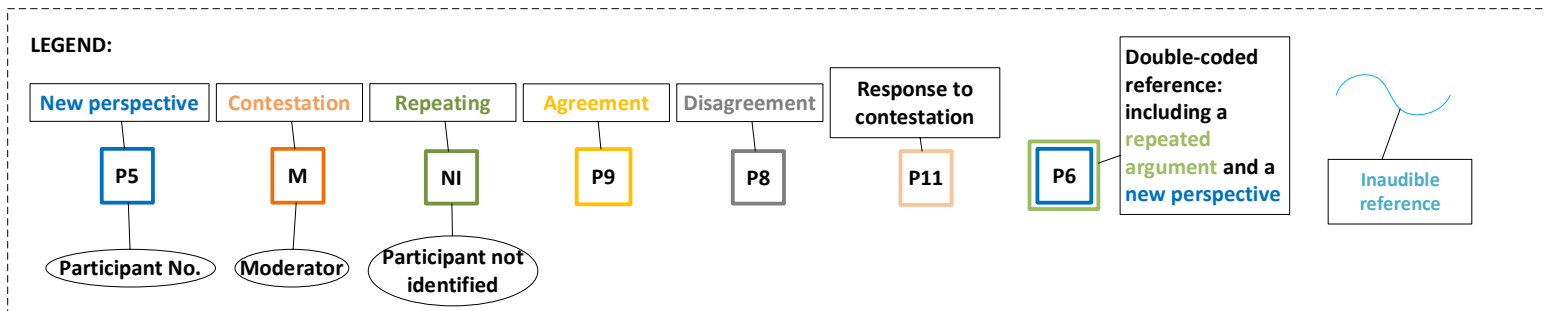 LEGEND:
New perspective
Contestation
Repeating
Agreement
Disagreement
Response to
contestation
Double-coded
reference:
including a
repeated
argument and a
new perspective
P5
M
NI
P9
P8
P11
P6
Inaudible
reference
Participant No.
Moderator
Participant not
identified